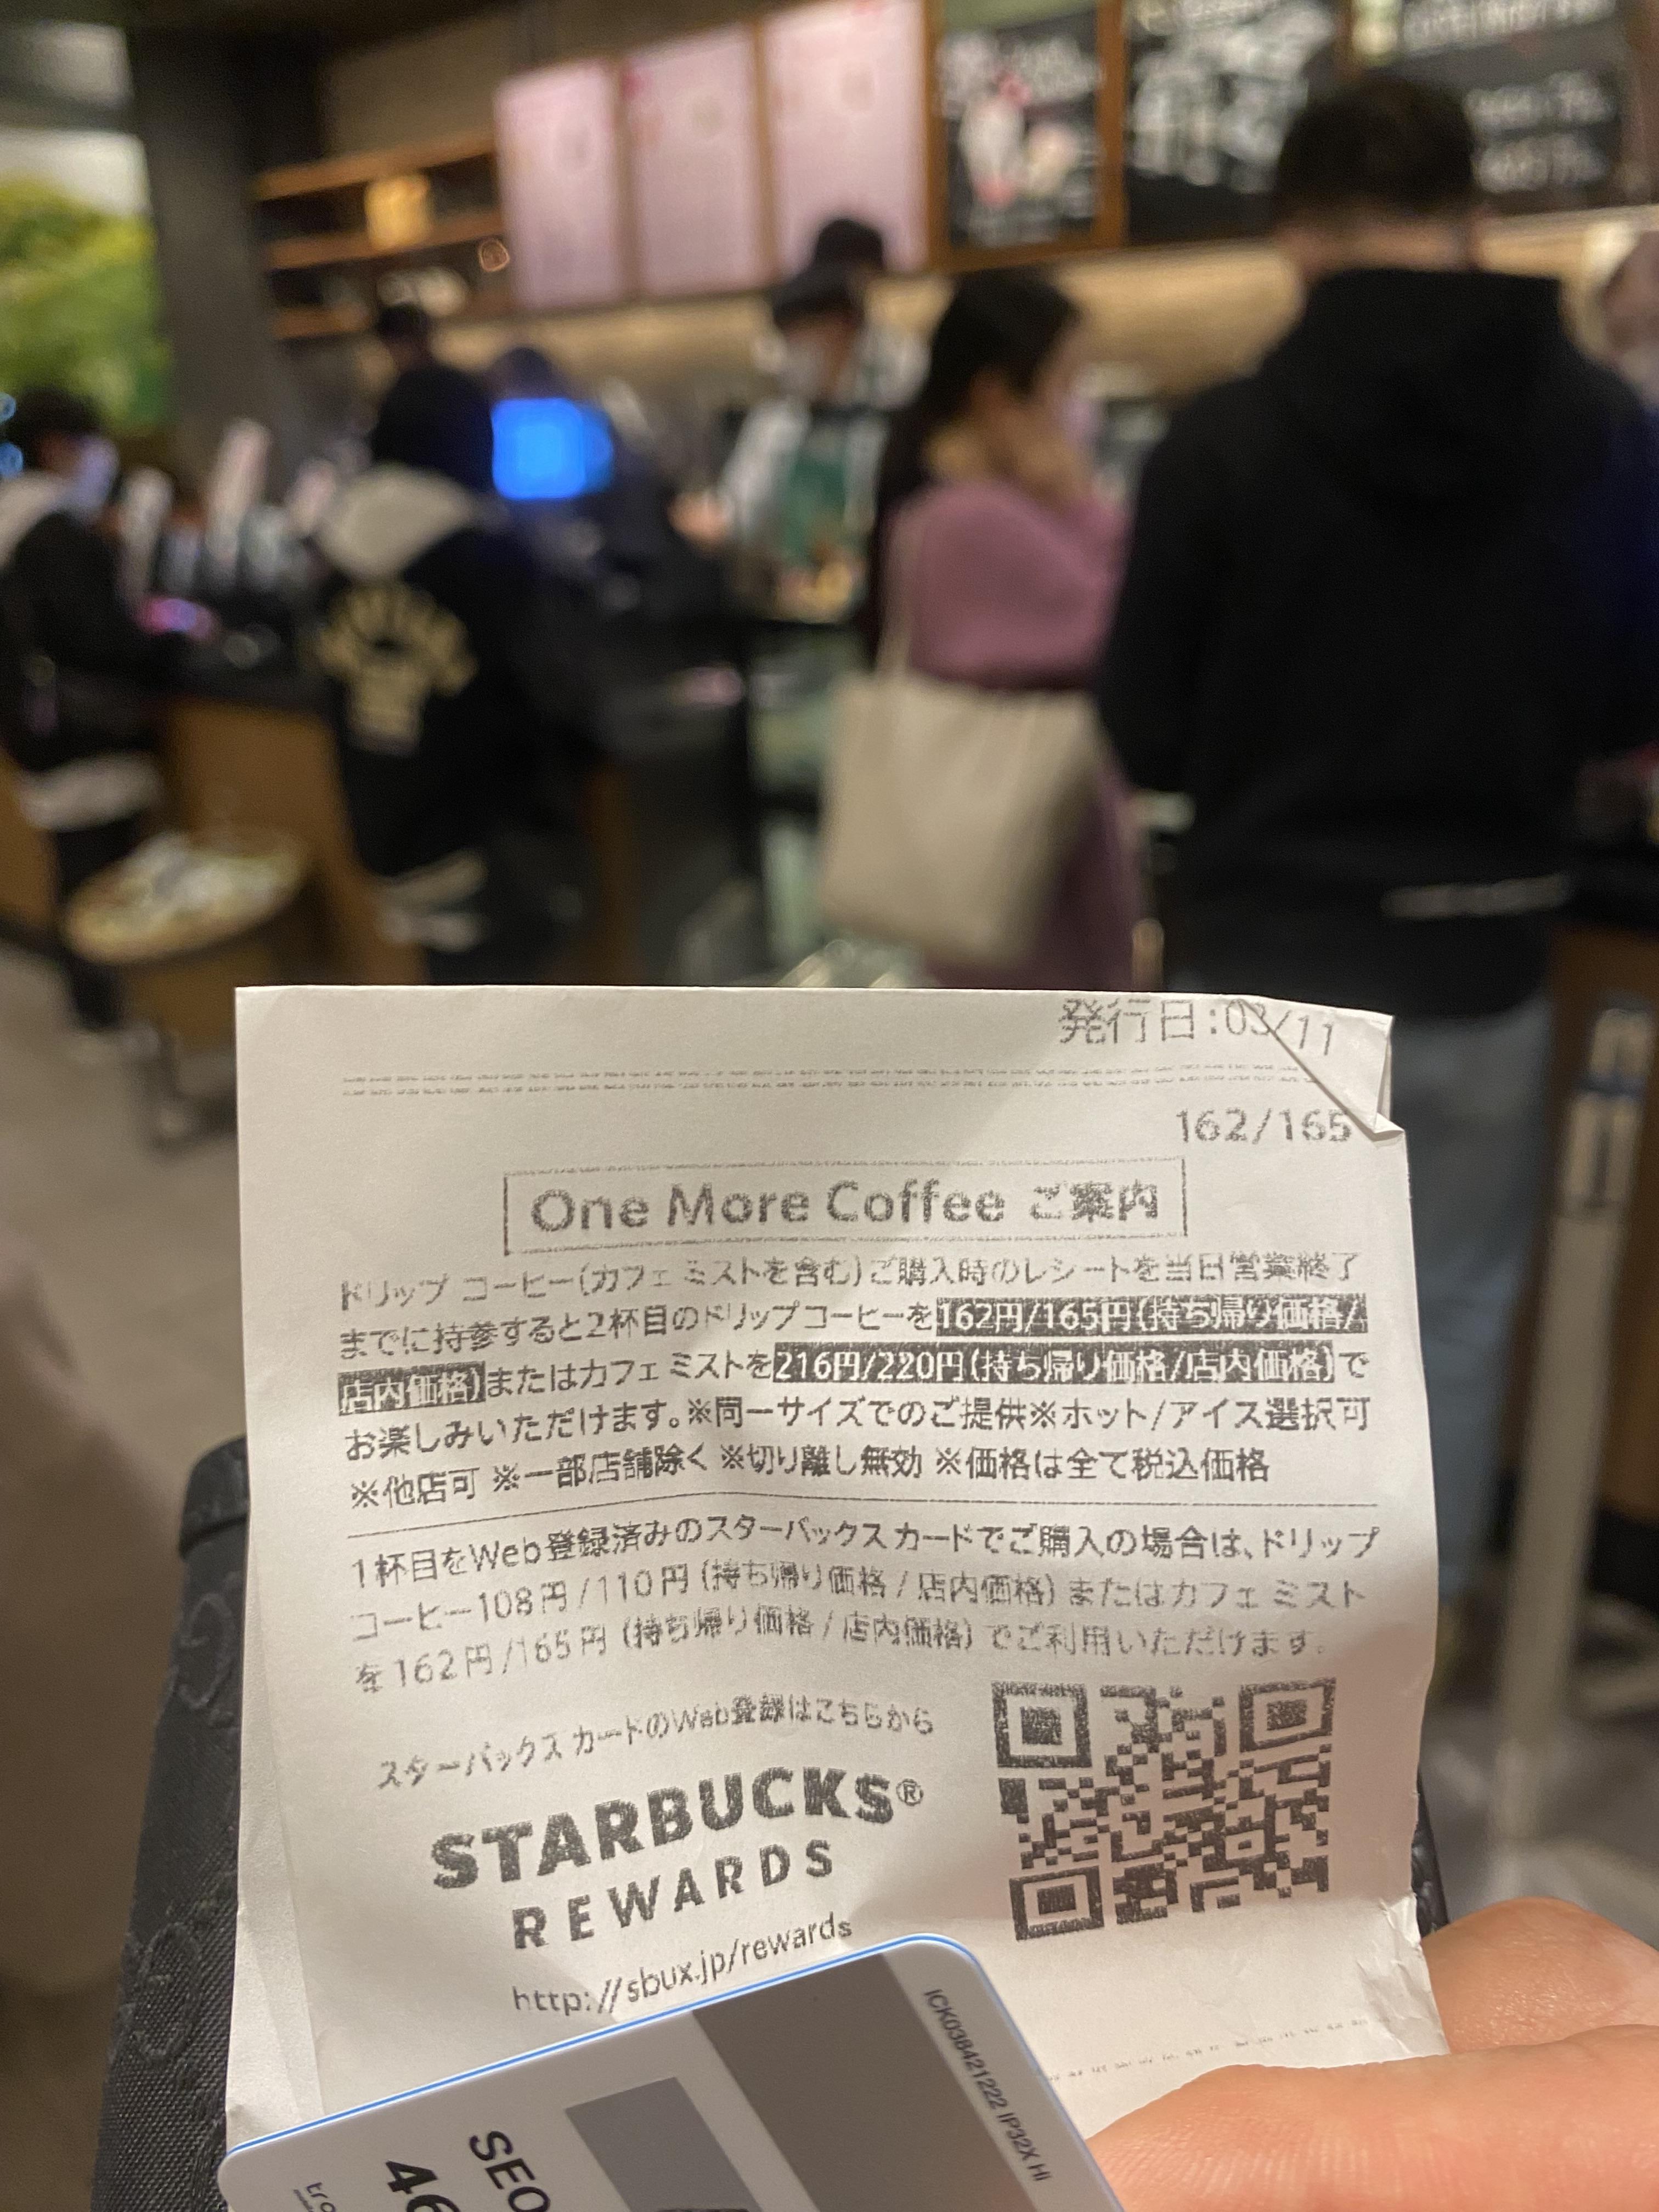 発行日:03/11
162/165
One More Coffee ご案内
ドリップ コーヒー(カフェ ミストを含む)ご購入時のレシートを当日営業終了
までに持参すると2杯目のドリップコーヒーを162円/165円(持ち帰り価格/
店内価格)またはカフェ ミストを216円/220円(持ち帰り価格/店内価格)で
お楽しみいただけます。※同一サイズでのご提供※ホット/アイス選択可
※他店可 ※一部店舗除く ※切り離し無効 ※価格は全て税込価格
1杯目をWeb登録済みのスターバックス カードでご購入の場合は、ドリップ
コーヒー108円/110円 (持ち帰り価格 / 店内価格) またはカフェ ミスト
を162円/165円 (持ち帰り価格 / 店内価格) でご利用いただけます。
スターバックス カードのWeb登録はこちらから
STARBUCKS®
REWARDS
http://sbux.jp/rewards
ICK038421222 IP32X HI
SEO
46